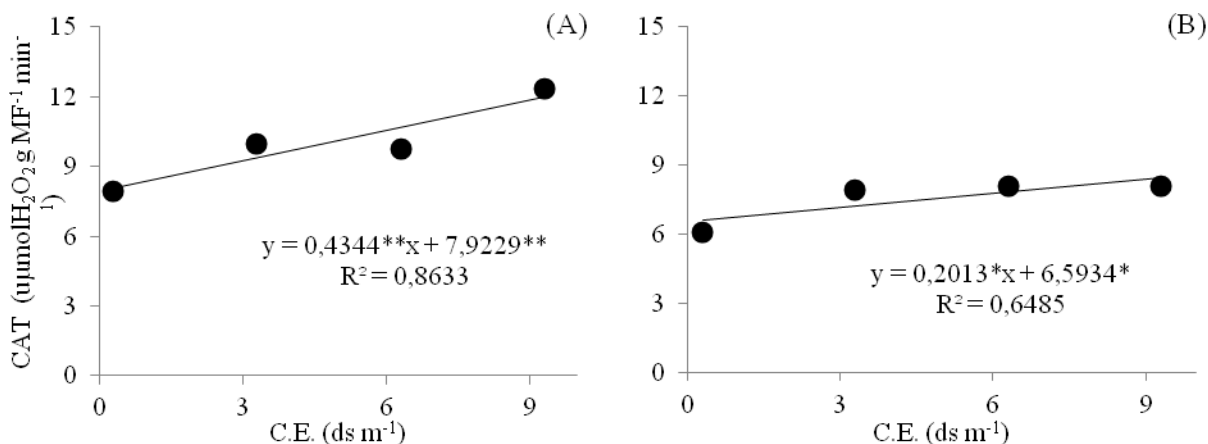 (A)
CAT (uμmolH₂O₂ g MF⁻¹ min⁻¹)
15
12
9
6
3
0
y = 0,4344**x + 7,9229**
R² = 0,8633
0 3 6 9
C.E. (ds m⁻¹)
(B)
15
12
9
6
3
0
y = 0,2013*x + 6,5934*
R² = 0,6485
0 3 6 9
C.E. (ds m⁻¹)